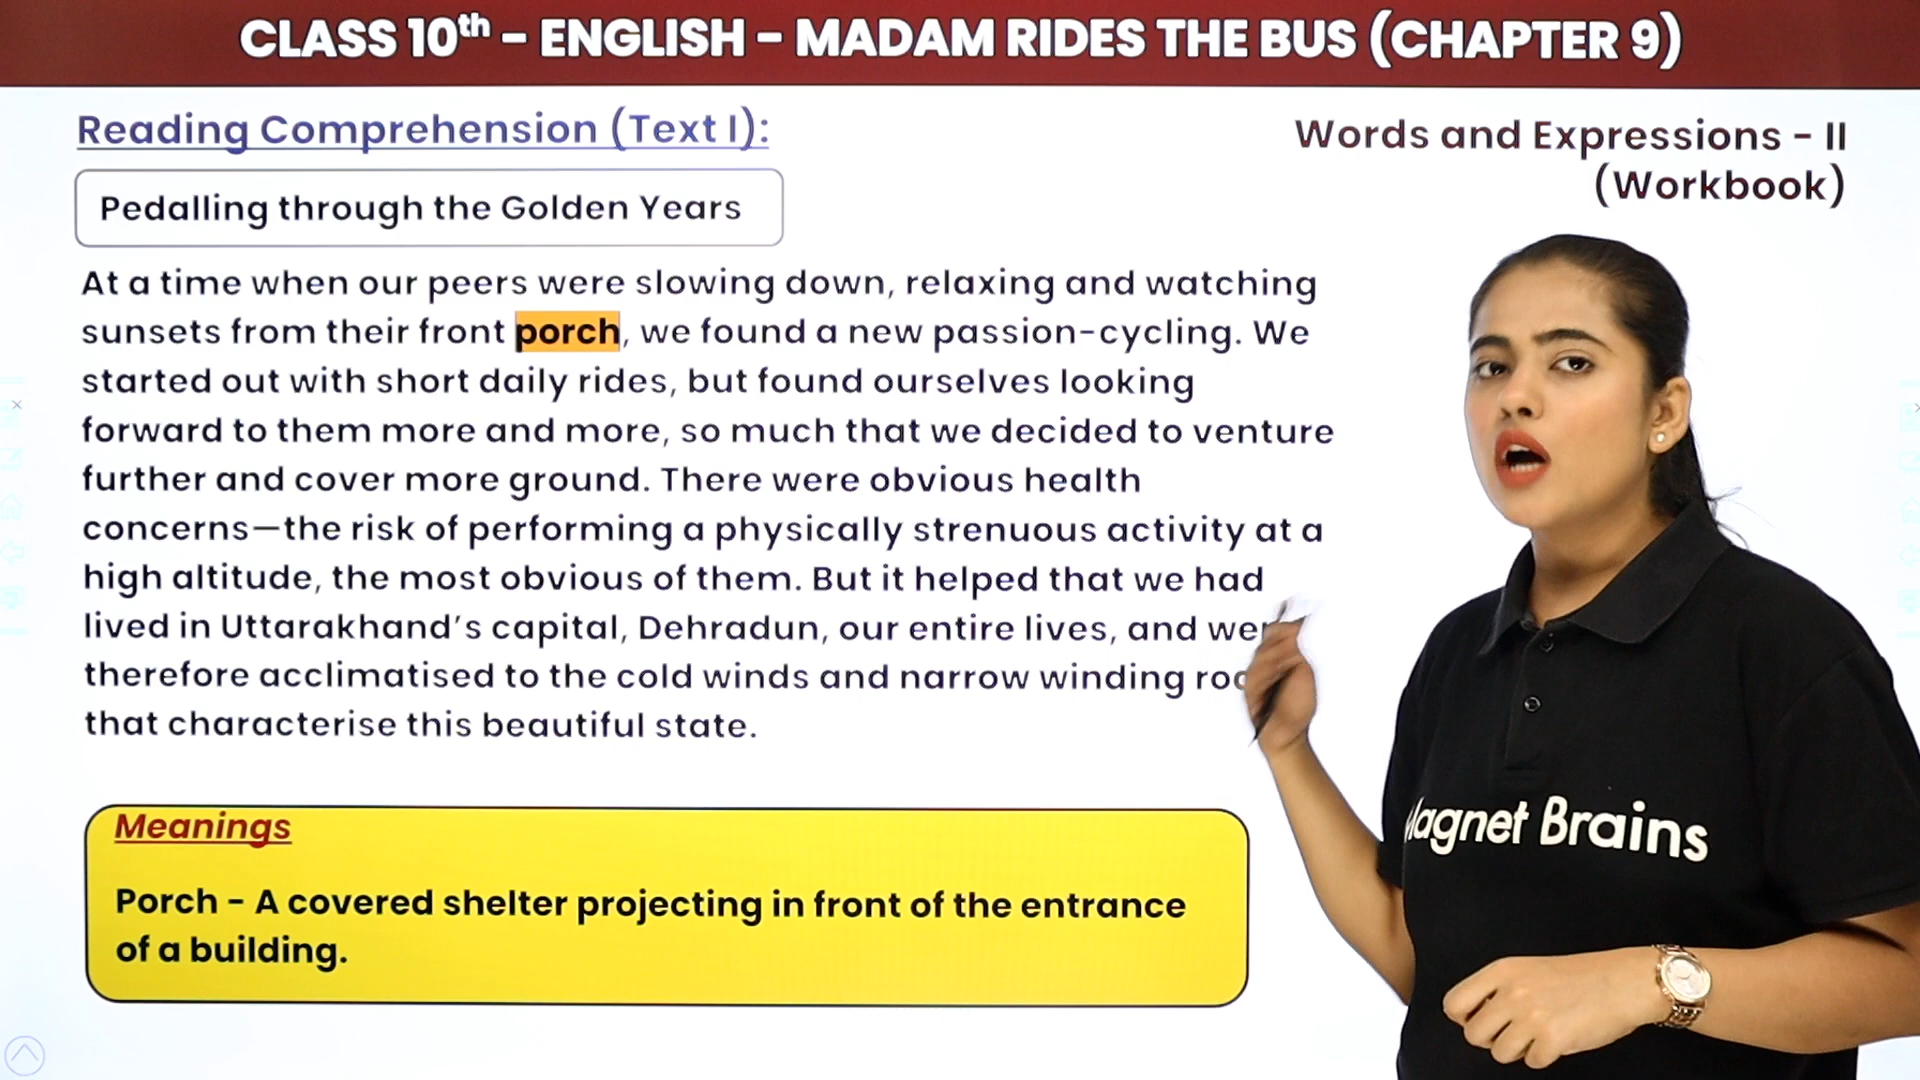 CLASS 10th - ENGLISH - MADAM RIDES THE BUS (CHAPTER 9)
Reading Comprehension (Text I):
Words and Expressions - II
(Workbook)
Pedalling through the Golden Years
At a time when our peers were slowing down, relaxing and watching
sunsets from their front porch, we found a new passion-cycling. We
started out with short daily rides, but found ourselves looking
forward to them more and more, so much that we decided to venture
further and cover more ground. There were obvious health
concerns—the risk of performing a physically strenuous activity at a
high altitude, the most obvious of them. But it helped that we had
lived in Uttarakhand's capital, Dehradun, our entire lives, and
therefore acclimatised to the cold winds and narrow winding
that characterise this beautiful state.
Meanings
Porch - A covered shelter projecting in front of the entrance
of a building.
Magnet Brains